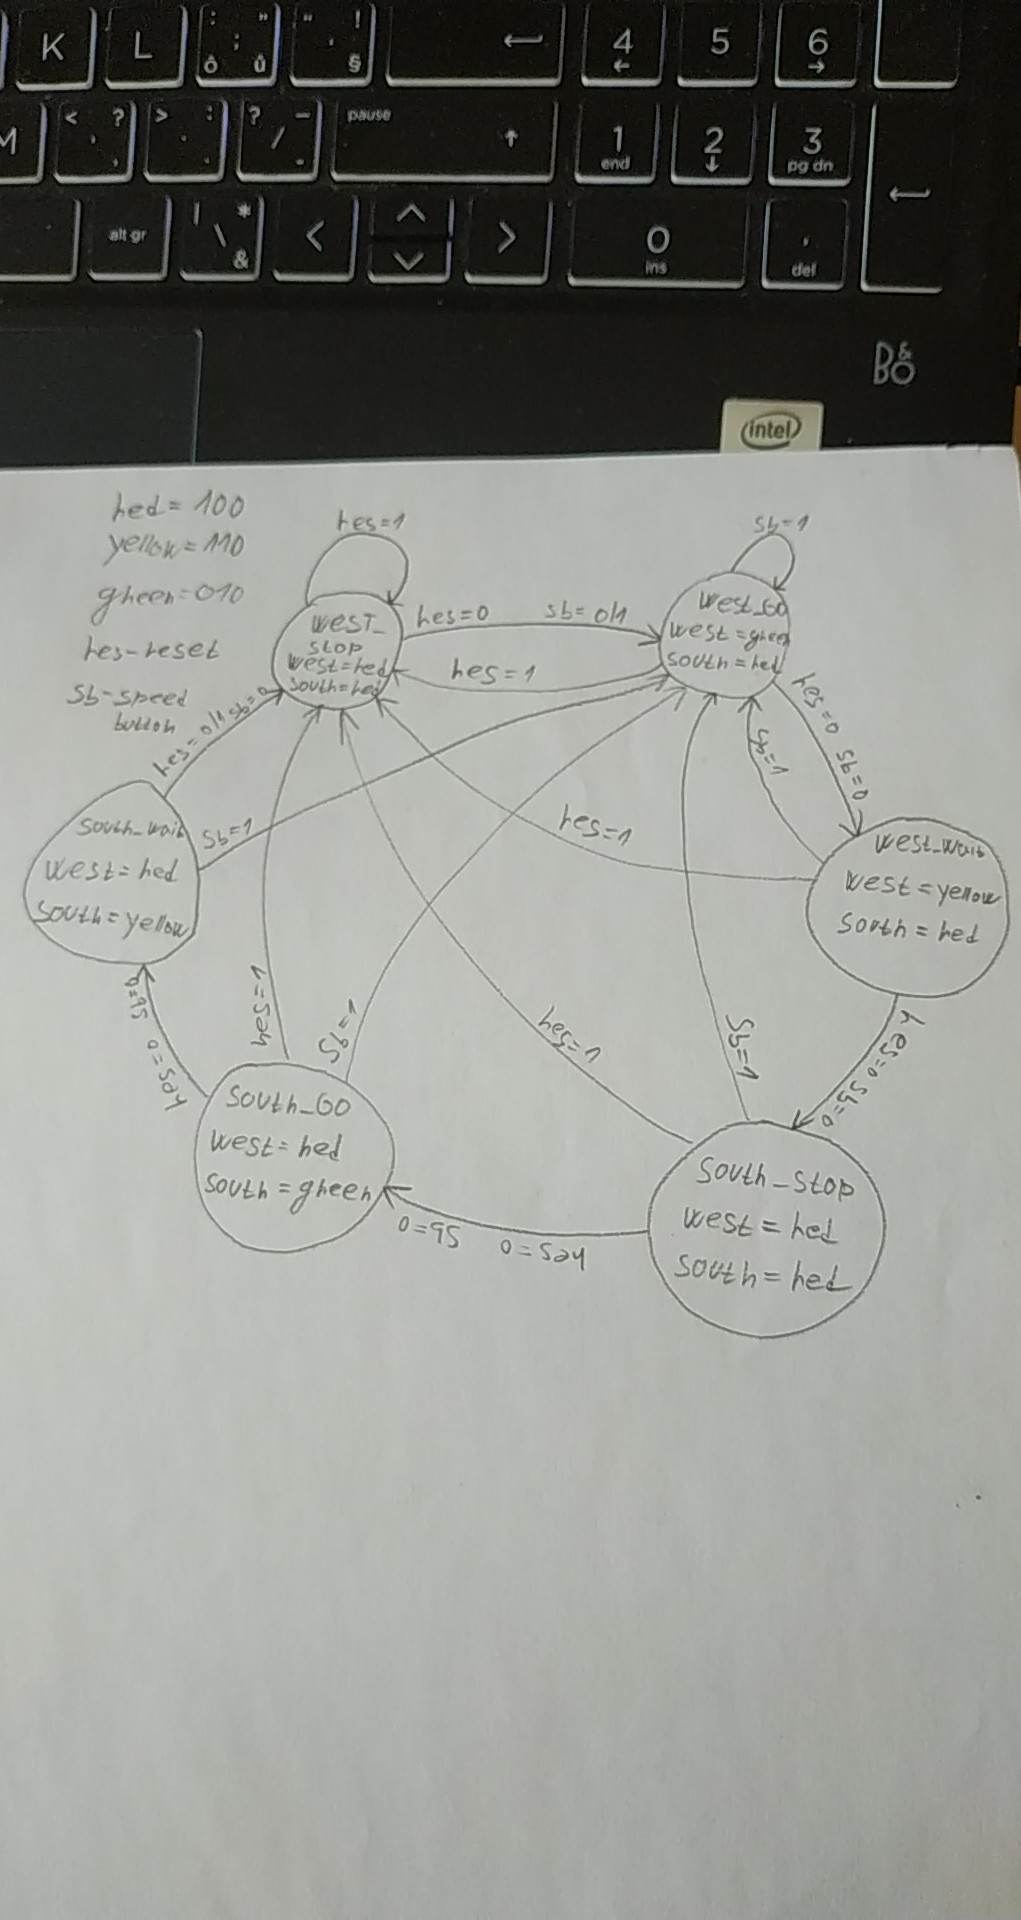 K L : ; " ô ů " ! . § ← 4 ← 5 6 →
M < ? , , > : . . ? - / - pause ↑ 1 end 2 ↓ 3 pg dn
alt gr | * \ & < > 0 ins , del ←
B&O
intel
hed = 100
yellow = 110
gheen = 010
hes-heset
Sb-speed
button
hes=1
WEST_
STOP
West=hed
South=hed
hes=0 sb=0/1
hes=1
sb=1
West_GO
West=gheen
South=hed
hes=0 sb=0
sb=1
hes=0/1 sb=0
South_wait
West=hed
South=yellow
Sb=1
hes=1
West_wait
West=yellow
South=hed
hes=0 sb=0
hes=1
sb=1
hes=1
Sb=1
hes=0 sb=0
South_GO
West=hed
South=gheen
hes=0 sb=0
South_stop
West=hed
South=hed